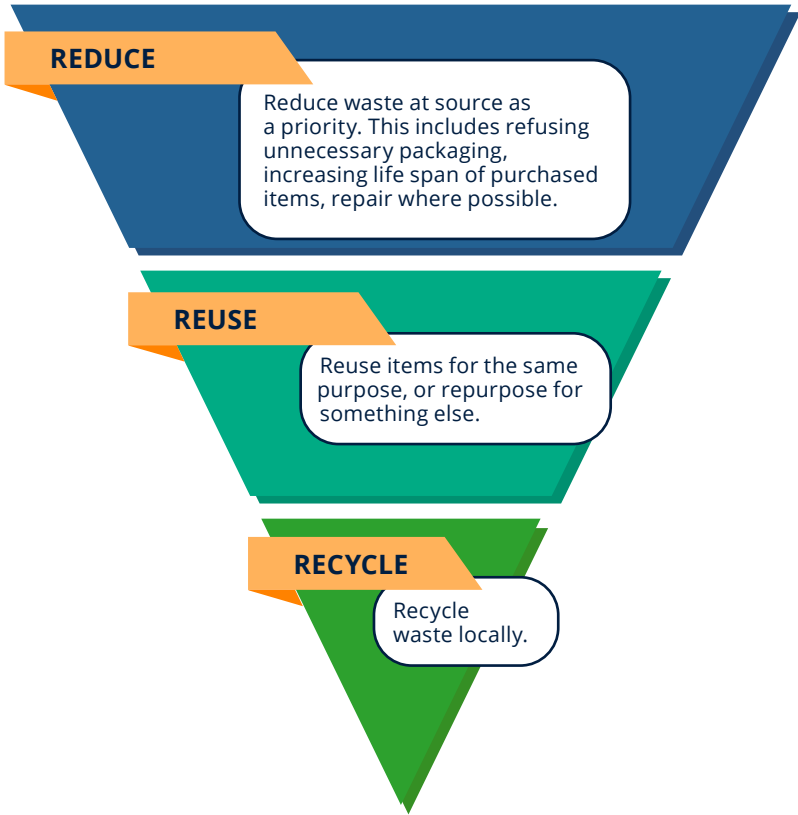 REDUCE
Reduce waste at source as
a priority. This includes refusing
unnecessary packaging,
increasing life span of purchased
items, repair where possible.
REUSE
Reuse items for the same
purpose, or repurpose for
something else.
RECYCLE
Recycle
waste locally.